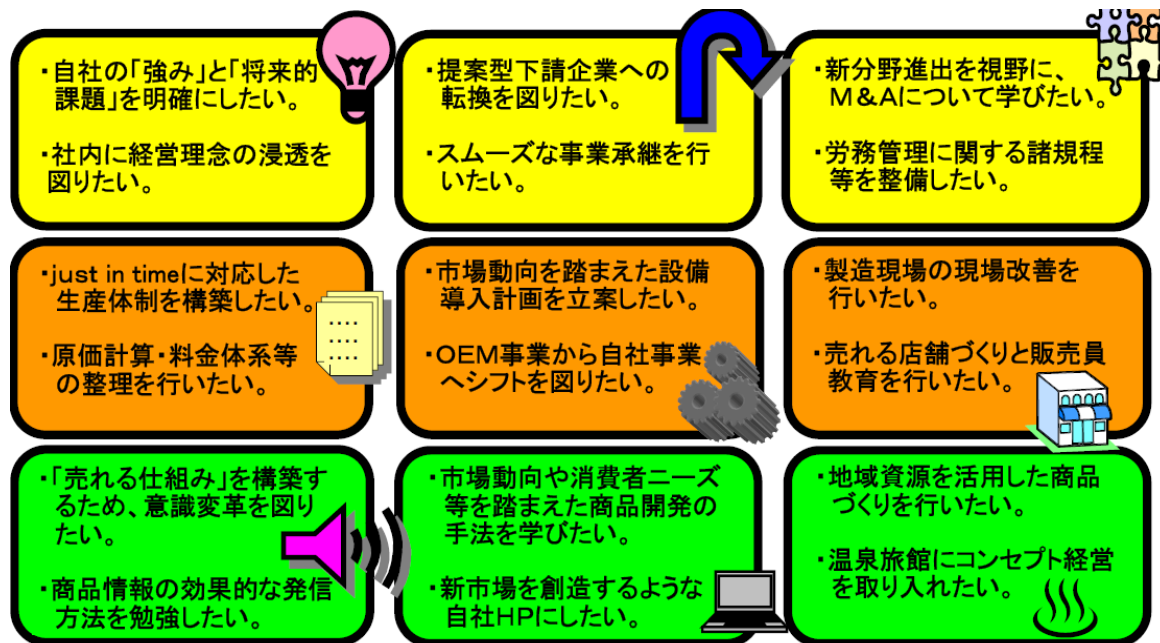 ・自社の「強み」と「将来的
課題」を明確にしたい。
・社内に経営理念の浸透を
図りたい。
・提案型下請企業への
転換を図りたい。
・スムーズな事業承継を行
いたい。
・新分野進出を視野に、
M&Aについて学びたい。
・労務管理に関する諸規程
等を整備したい。
・just in timeに対応した
生産体制を構築したい。
・原価計算・料金体系等
の整理を行いたい。
・市場動向を踏まえた設備
導入計画を立案したい。
・OEM事業から自社事業
へシフトを図りたい。
・製造現場の現場改善を
行いたい。
・売れる店舗づくりと販売員
教育を行いたい。
・「売れる仕組み」を構築す
るため、意識変革を図り
たい。
・商品情報の効果的な発信
方法を勉強したい。
・市場動向や消費者ニーズ
等を踏まえた商品開発の
手法を学びたい。
・新市場を創造するような
自社HPにしたい。
・地域資源を活用した商品
づくりを行いたい。
・温泉旅館にコンセプト経営
を取り入れたい。